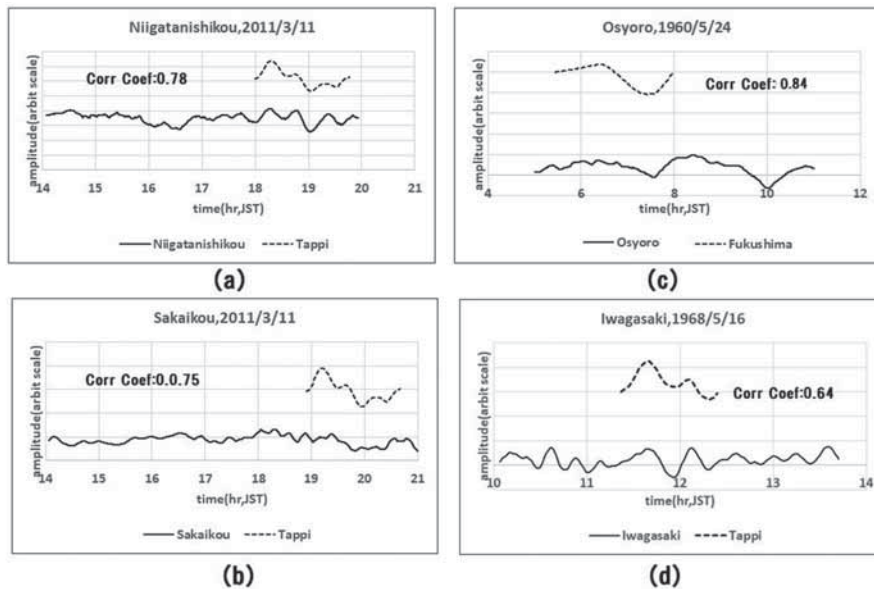 Niigatanishikou,2011/3/11
Corr Coef:0.78
amplitude(arbit scale)
14 15 16 17 18 19 20 21
time(hr,JST)
Niigatanishikou Tappi
(a)
Osyoro,1960/5/24
Corr Coef: 0.84
amplitude(arbit scale)
4 6 8 10 12
time(hr,JST)
Osyoro Fukushima
(c)
Sakaikou,2011/3/11
Corr Coef:0.0.75
amplitude(arbit scale)
14 15 16 17 18 19 20 21
time(hr,JST)
Sakaikou Tappi
(b)
Iwagasaki,1968/5/16
Corr Coef:0.64
amplitude(arbit scale)
10 11 12 13 14
time(hr,JST)
Iwagasaki Tappi
(d)